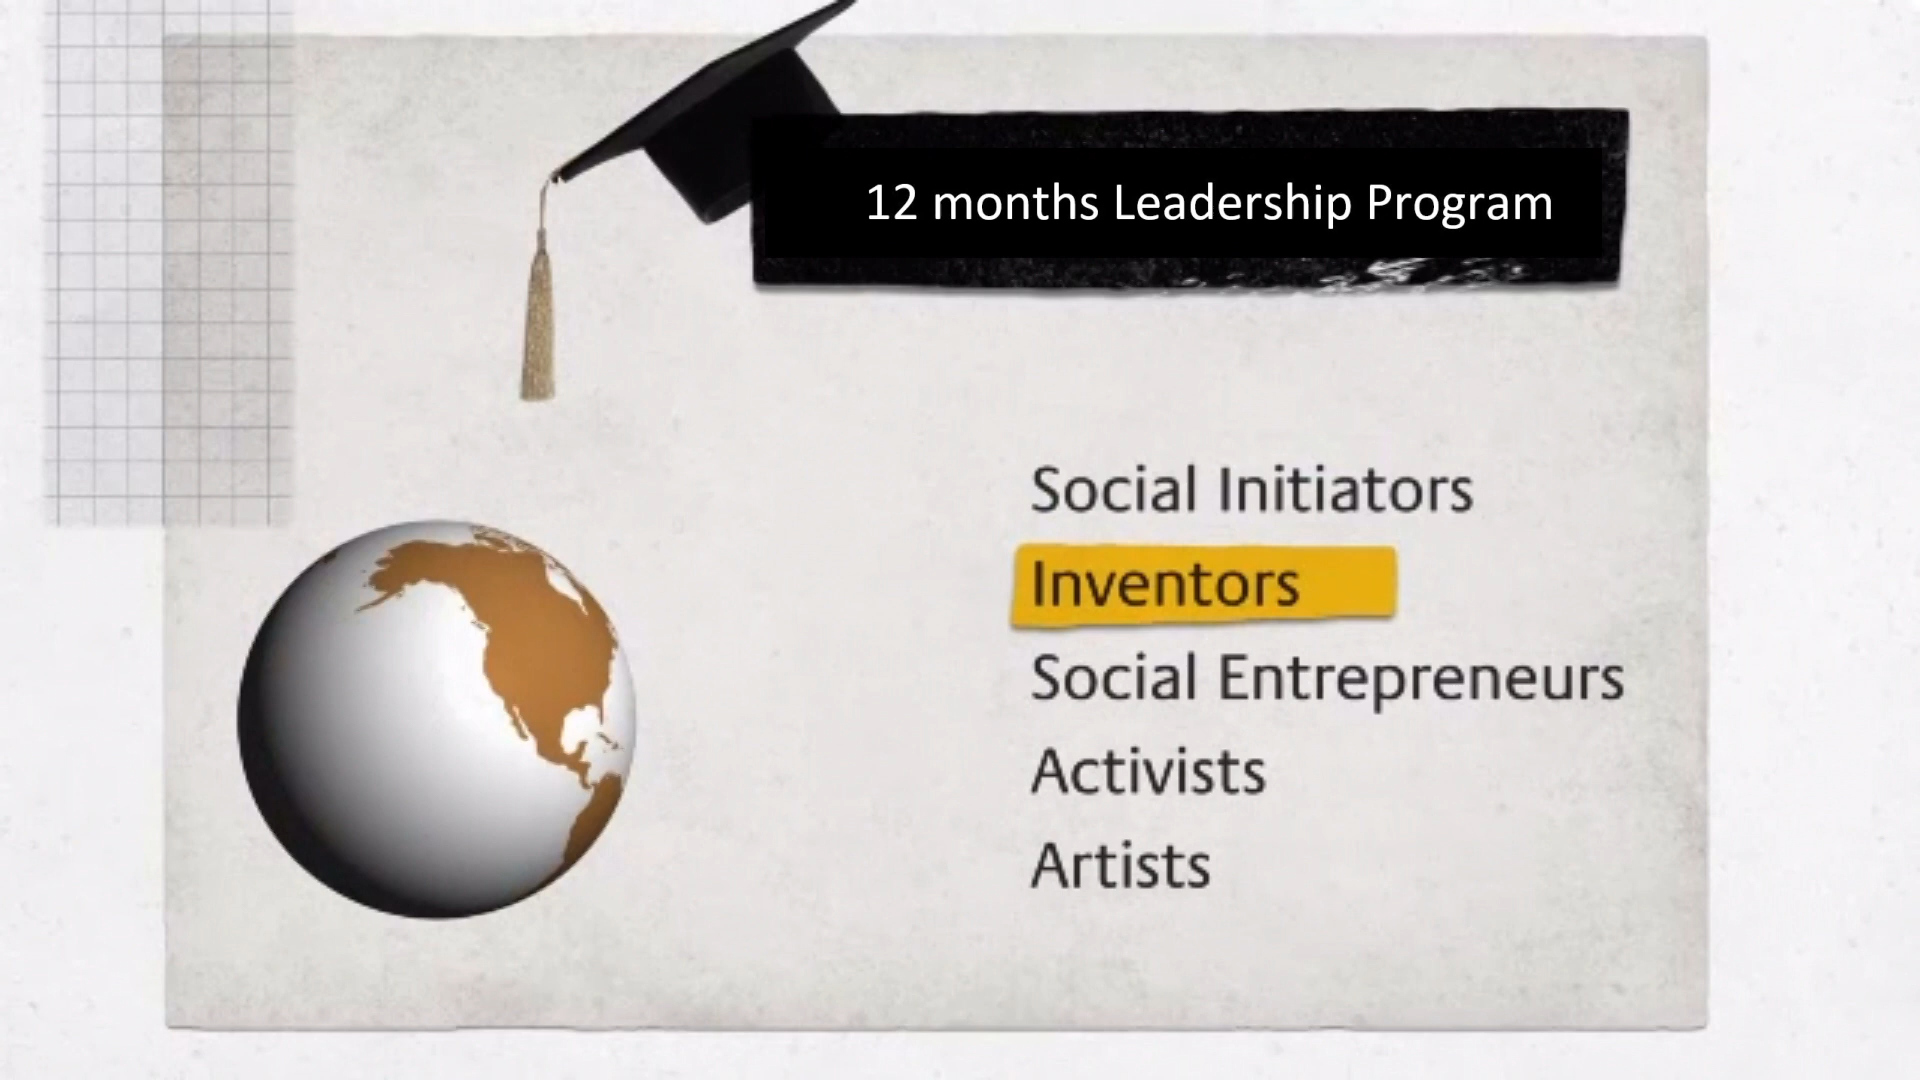 12 months Leadership Program
Social Initiators
Inventors
Social Entrepreneurs
Activists
Artists